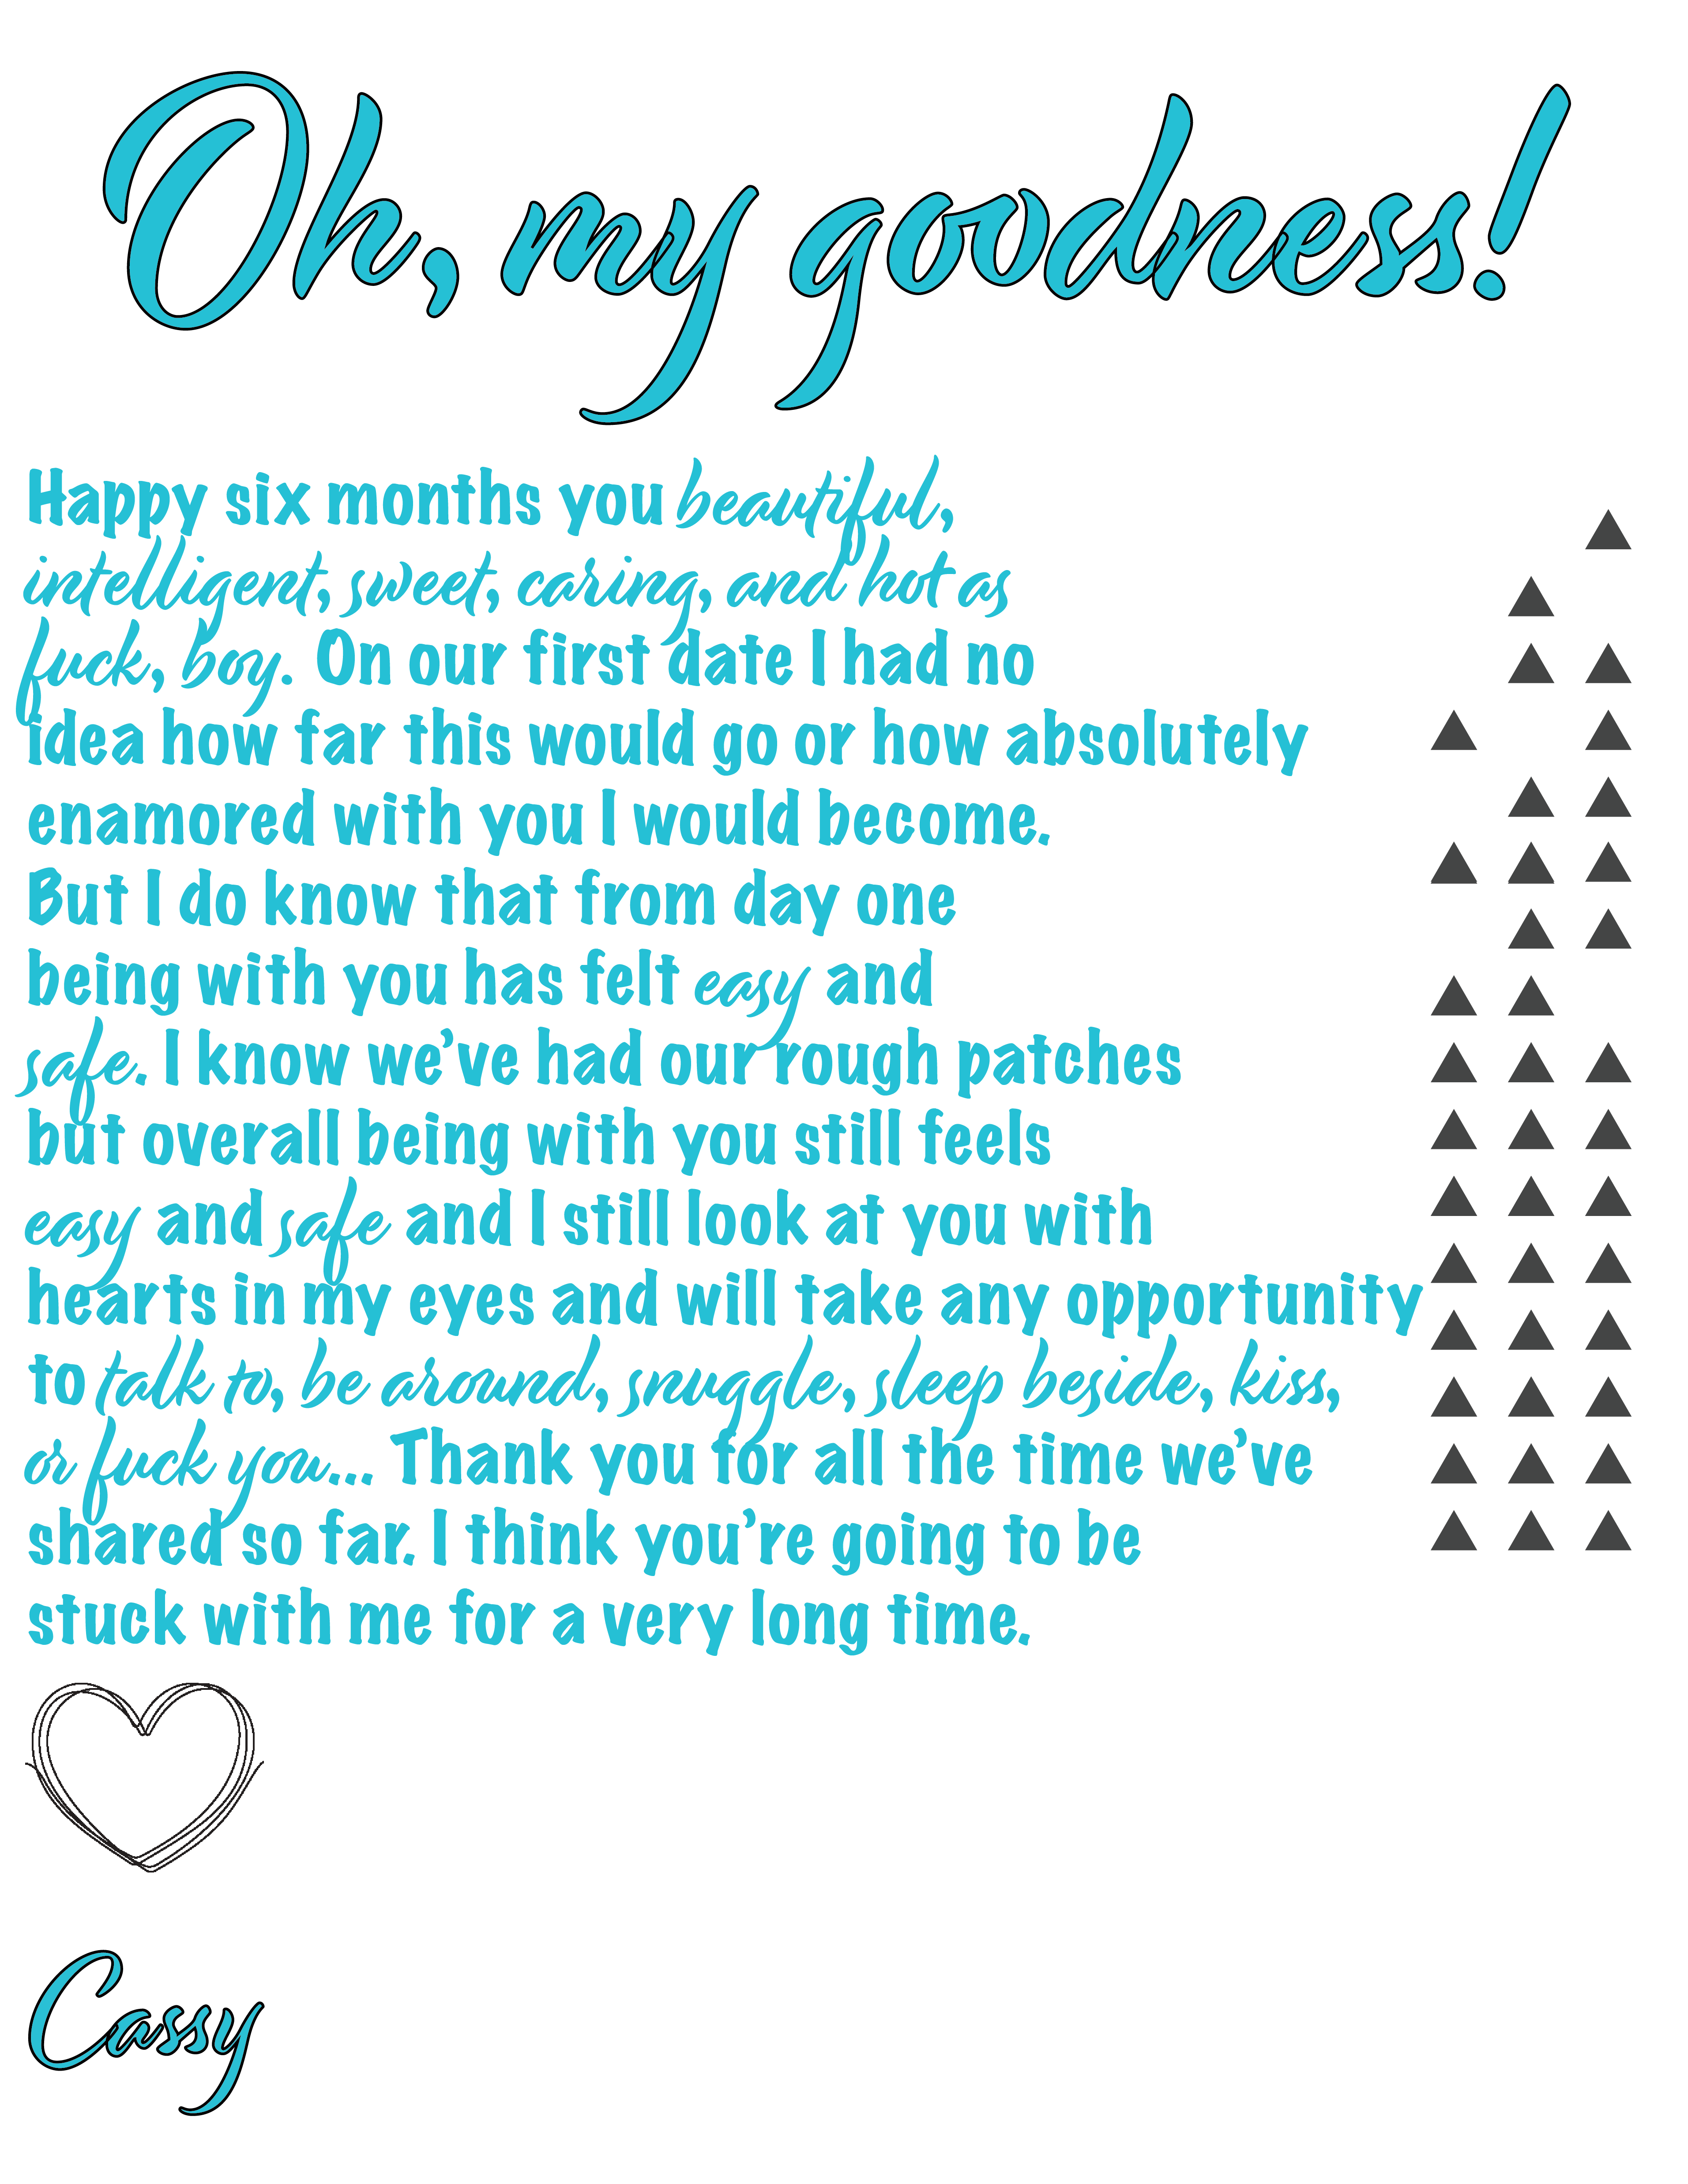 Oh, my goodness!
Happy six months you beautiful,
intelligent, sweet, caring, and hot as
fuck, boy. On our first date I had no
idea how far this would go or how absolutely
enamored with you I would become.
But I do know that from day one
being with you has felt easy and
safe. I know we’ve had our rough patches
but overall being with you still feels
easy and safe and I still look at you with
hearts in my eyes and will take any opportunity
to talk to, be around, snuggle, sleep beside, kiss,
or fuck you... Thank you for all the time we’ve
shared so far. I think you’re going to be
stuck with me for a very long time.
Cassy